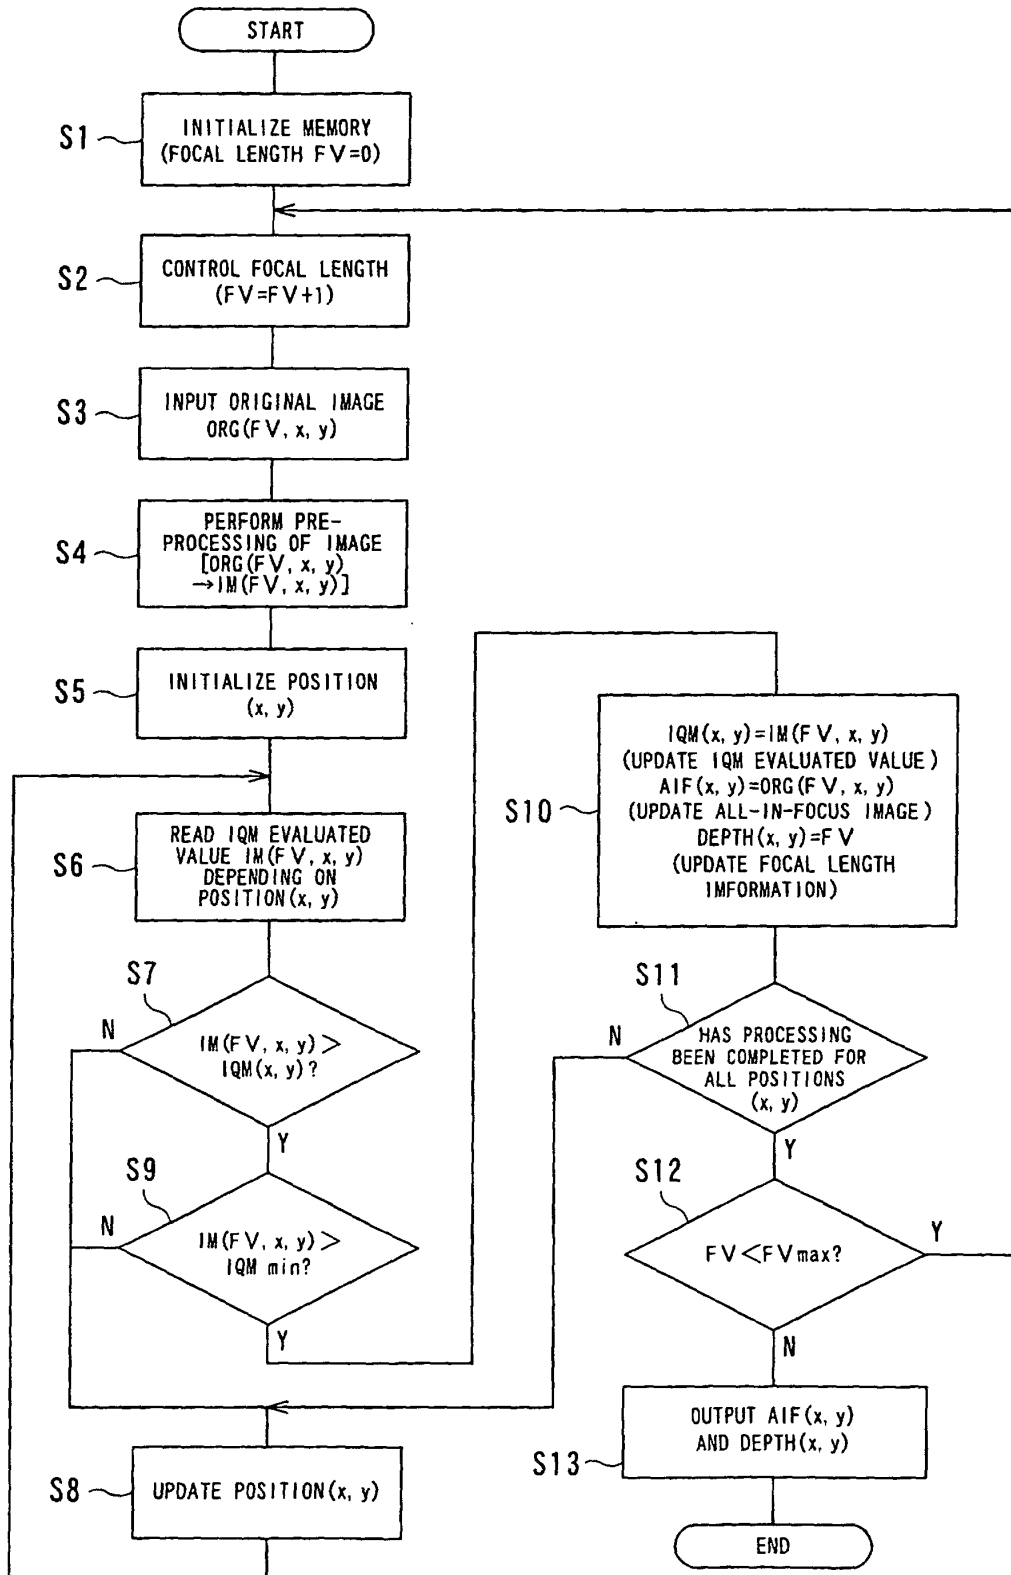 START
S1
INITIALIZE MEMORY
(FOCAL LENGTH FV=0)
S2
CONTROL FOCAL LENGTH
(FV=FV+1)
S3
INPUT ORIGINAL IMAGE
ORG(FV, x, y)
S4
PERFORM PRE-
PROCESSING OF IMAGE
[ORG(FV, x, y)
→IM(FV, x, y)]
S5
INITIALIZE POSITION
(x, y)
S6
READ IQM EVALUATED
VALUE IM(FV, x, y)
DEPENDING ON
POSITION(x, y)
S7
N
IM(FV, x, y)>
IQM(x, y)?
Y
S9
N
IM(FV, x, y)>
IQM min?
Y
S8
UPDATE POSITION(x, y)
S10
IQM(x, y)=IM(FV, x, y)
(UPDATE IQM EVALUATED VALUE)
AIF(x, y)=ORG(FV, x, y)
(UPDATE ALL-IN-FOCUS IMAGE)
DEPTH(x, y)=FV
(UPDATE FOCAL LENGTH
IMFORMATION)
S11
N
HAS PROCESSING
BEEN COMPLETED FOR
ALL POSITIONS
(x, y)
Y
S12
FV<FVmax?
Y
N
S13
OUTPUT AIF(x, y)
AND DEPTH(x, y)
END